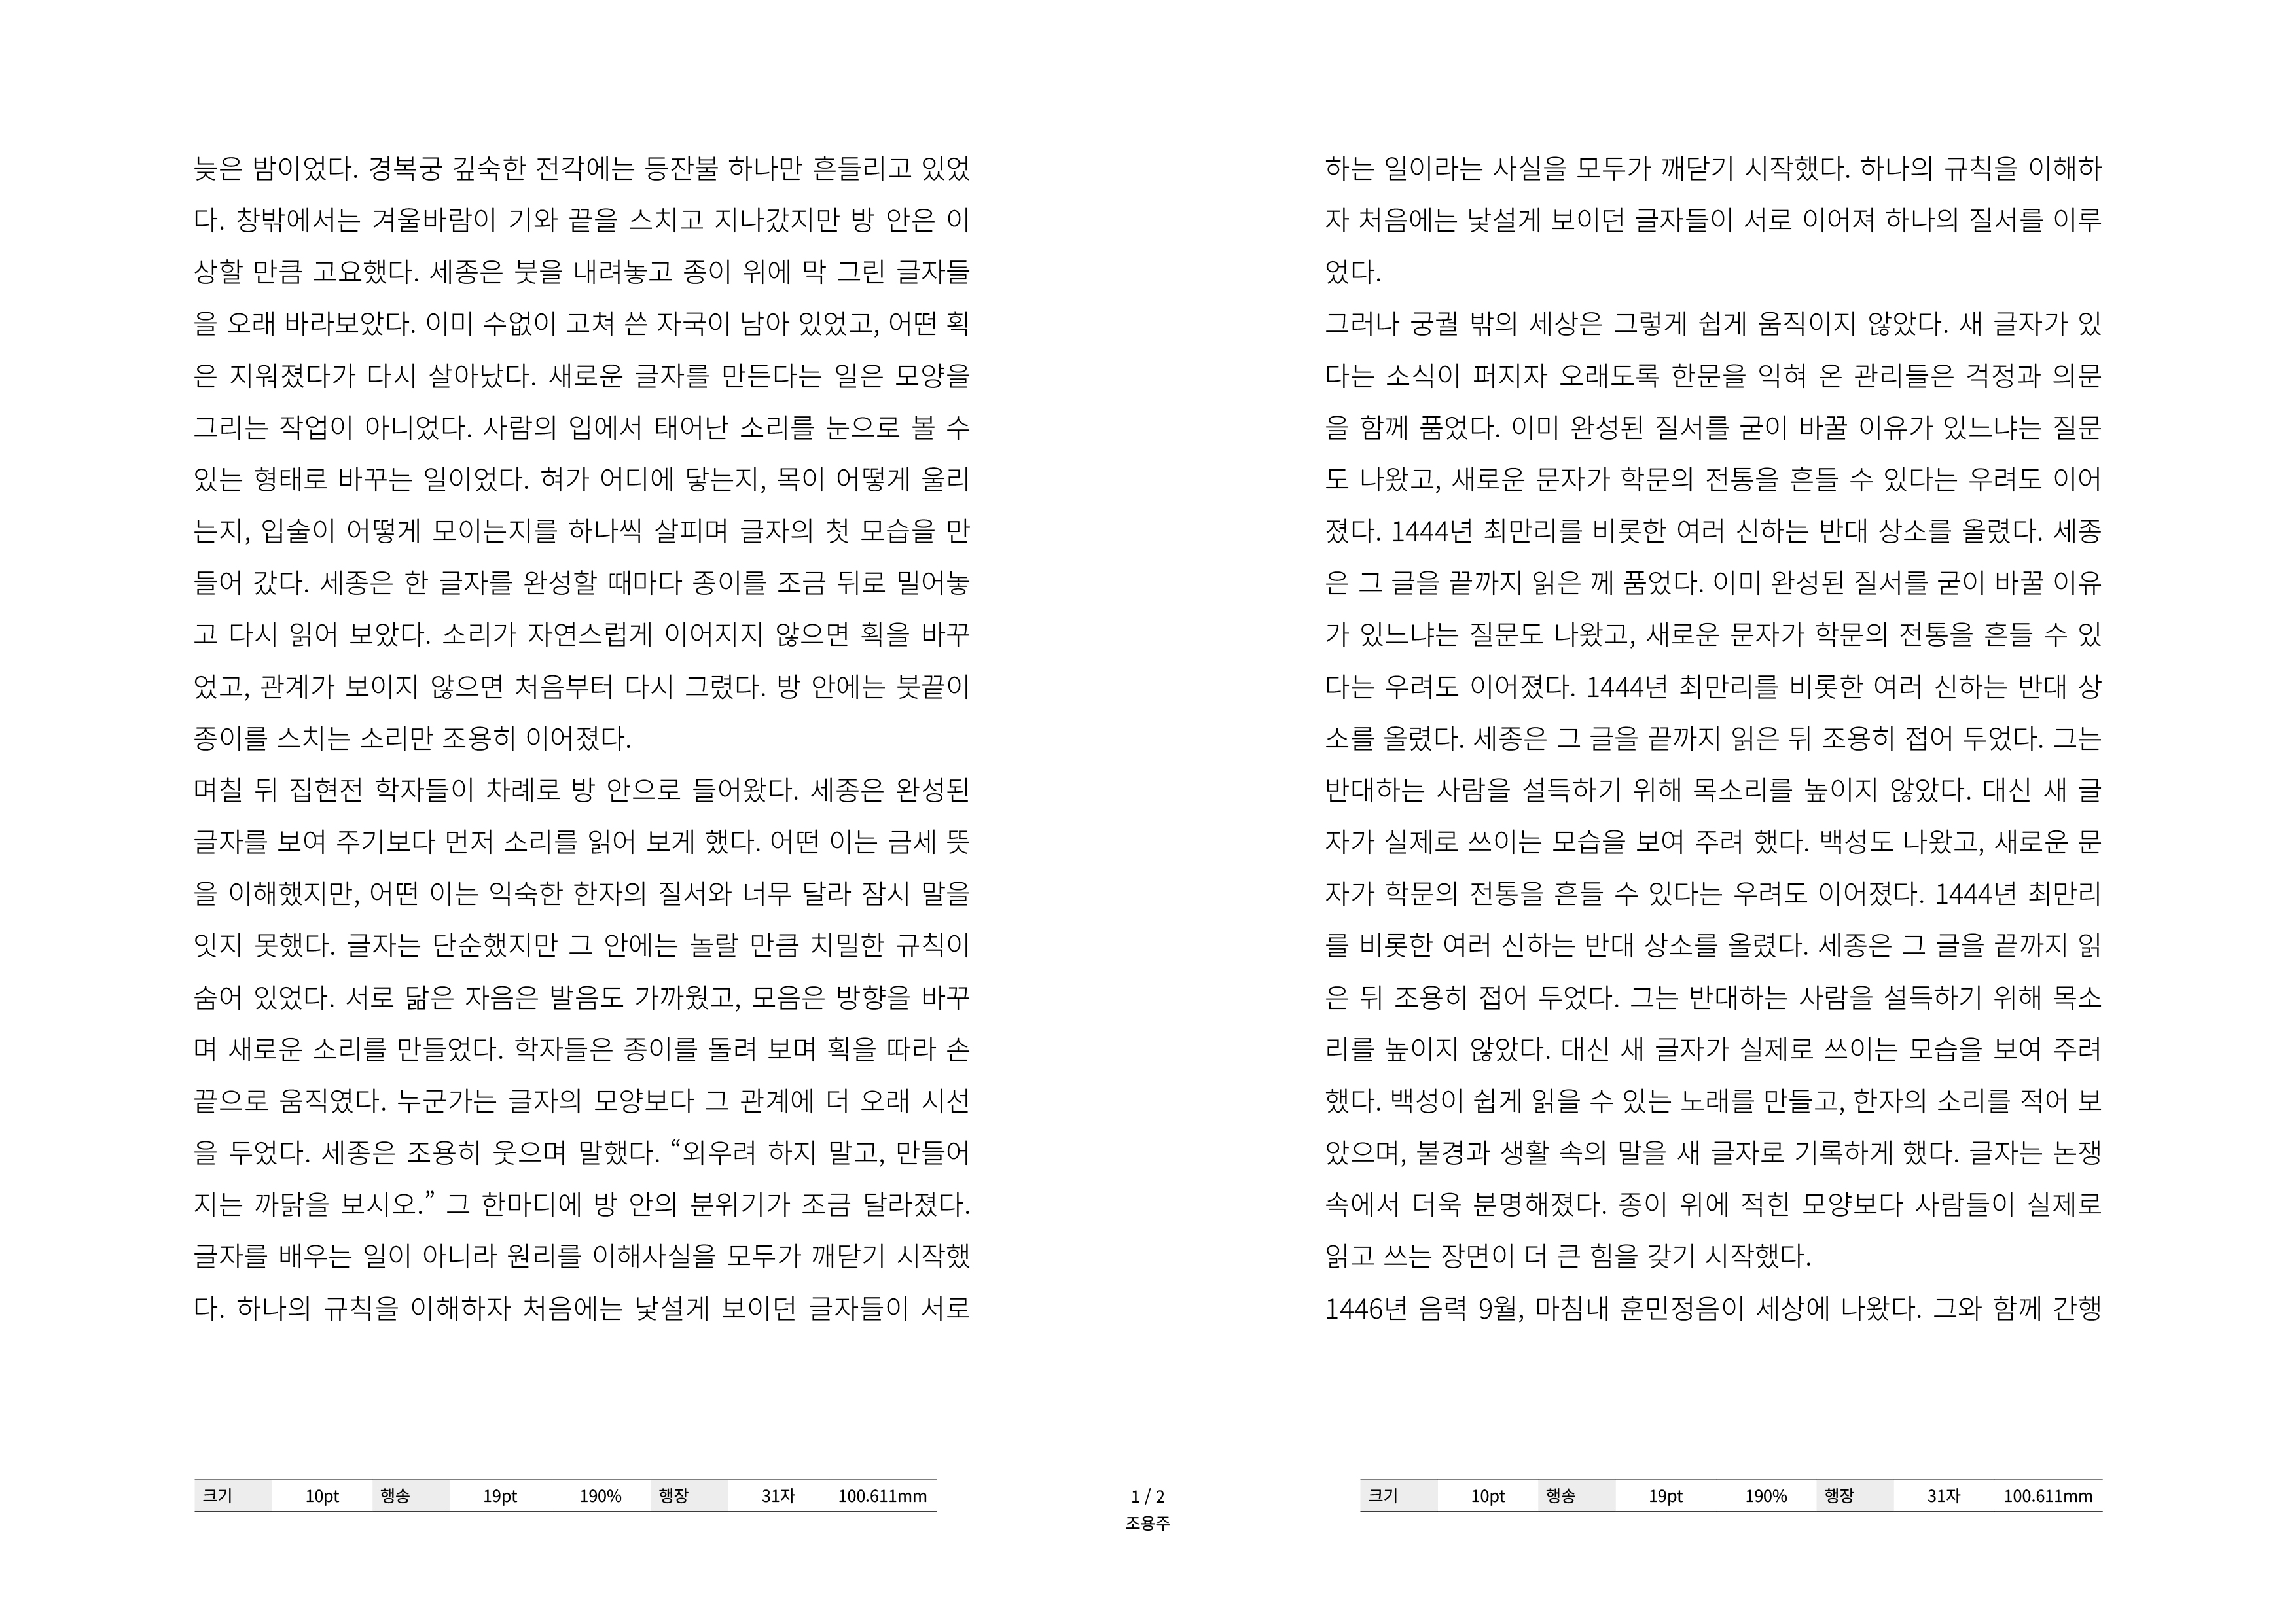 늦은 밤이었다. 경복궁 깊숙한 전각에는 등잔불 하나만 흔들리고 있었
다. 창밖에서는 겨울바람이 기와 끝을 스치고 지나갔지만 방 안은 이
상할 만큼 고요했다. 세종은 붓을 내려놓고 종이 위에 막 그린 글자들
을 오래 바라보았다. 이미 수없이 고쳐 쓴 자국이 남아 있었고, 어떤 획
은 지워졌다가 다시 살아났다. 새로운 글자를 만든다는 일은 모양을
그리는 작업이 아니었다. 사람의 입에서 태어난 소리를 눈으로 볼 수
있는 형태로 바꾸는 일이었다. 혀가 어디에 닿는지, 목이 어떻게 울리
는지, 입술이 어떻게 모이는지를 하나씩 살피며 글자의 첫 모습을 만
들어 갔다. 세종은 한 글자를 완성할 때마다 종이를 조금 뒤로 밀어놓
고 다시 읽어 보았다. 소리가 자연스럽게 이어지지 않으면 획을 바꾸
었고, 관계가 보이지 않으면 처음부터 다시 그렸다. 방 안에는 붓끝이
종이를 스치는 소리만 조용히 이어졌다.
며칠 뒤 집현전 학자들이 차례로 방 안으로 들어왔다. 세종은 완성된
글자를 보여 주기보다 먼저 소리를 읽어 보게 했다. 어떤 이는 금세 뜻
을 이해했지만, 어떤 이는 익숙한 한자의 질서와 너무 달라 잠시 말을
잇지 못했다. 글자는 단순했지만 그 안에는 놀랄 만큼 치밀한 규칙이
숨어 있었다. 서로 닮은 자음은 발음도 가까웠고, 모음은 방향을 바꾸
며 새로운 소리를 만들었다. 학자들은 종이를 돌려 보며 획을 따라 손
끝으로 움직였다. 누군가는 글자의 모양보다 그 관계에 더 오래 시선
을 두었다. 세종은 조용히 웃으며 말했다. “외우려 하지 말고, 만들어
지는 까닭을 보시오.” 그 한마디에 방 안의 분위기가 조금 달라졌다.
글자를 배우는 일이 아니라 원리를 이해사실을 모두가 깨닫기 시작했
다. 하나의 규칙을 이해하자 처음에는 낯설게 보이던 글자들이 서로
하는 일이라는 사실을 모두가 깨닫기 시작했다. 하나의 규칙을 이해하
자 처음에는 낯설게 보이던 글자들이 서로 이어져 하나의 질서를 이루
었다.
그러나 궁궐 밖의 세상은 그렇게 쉽게 움직이지 않았다. 새 글자가 있
다는 소식이 퍼지자 오래도록 한문을 익혀 온 관리들은 걱정과 의문
을 함께 품었다. 이미 완성된 질서를 굳이 바꿀 이유가 있느냐는 질문
도 나왔고, 새로운 문자가 학문의 전통을 흔들 수 있다는 우려도 이어
졌다. 1444년 최만리를 비롯한 여러 신하는 반대 상소를 올렸다. 세종
은 그 글을 끝까지 읽은 께 품었다. 이미 완성된 질서를 굳이 바꿀 이유
가 있느냐는 질문도 나왔고, 새로운 문자가 학문의 전통을 흔들 수 있
다는 우려도 이어졌다. 1444년 최만리를 비롯한 여러 신하는 반대 상
소를 올렸다. 세종은 그 글을 끝까지 읽은 뒤 조용히 접어 두었다. 그는
반대하는 사람을 설득하기 위해 목소리를 높이지 않았다. 대신 새 글
자가 실제로 쓰이는 모습을 보여 주려 했다. 백성도 나왔고, 새로운 문
자가 학문의 전통을 흔들 수 있다는 우려도 이어졌다. 1444년 최만리
를 비롯한 여러 신하는 반대 상소를 올렸다. 세종은 그 글을 끝까지 읽
은 뒤 조용히 접어 두었다. 그는 반대하는 사람을 설득하기 위해 목소
리를 높이지 않았다. 대신 새 글자가 실제로 쓰이는 모습을 보여 주려
했다. 백성이 쉽게 읽을 수 있는 노래를 만들고, 한자의 소리를 적어 보
았으며, 불경과 생활 속의 말을 새 글자로 기록하게 했다. 글자는 논쟁
속에서 더욱 분명해졌다. 종이 위에 적힌 모양보다 사람들이 실제로
읽고 쓰는 장면이 더 큰 힘을 갖기 시작했다.
1446년 음력 9월, 마침내 훈민정음이 세상에 나왔다. 그와 함께 간행
크기 10pt 행송 19pt 190% 행장 31자 100.611mm
1 / 2
조용주
크기 10pt 행송 19pt 190% 행장 31자 100.611mm